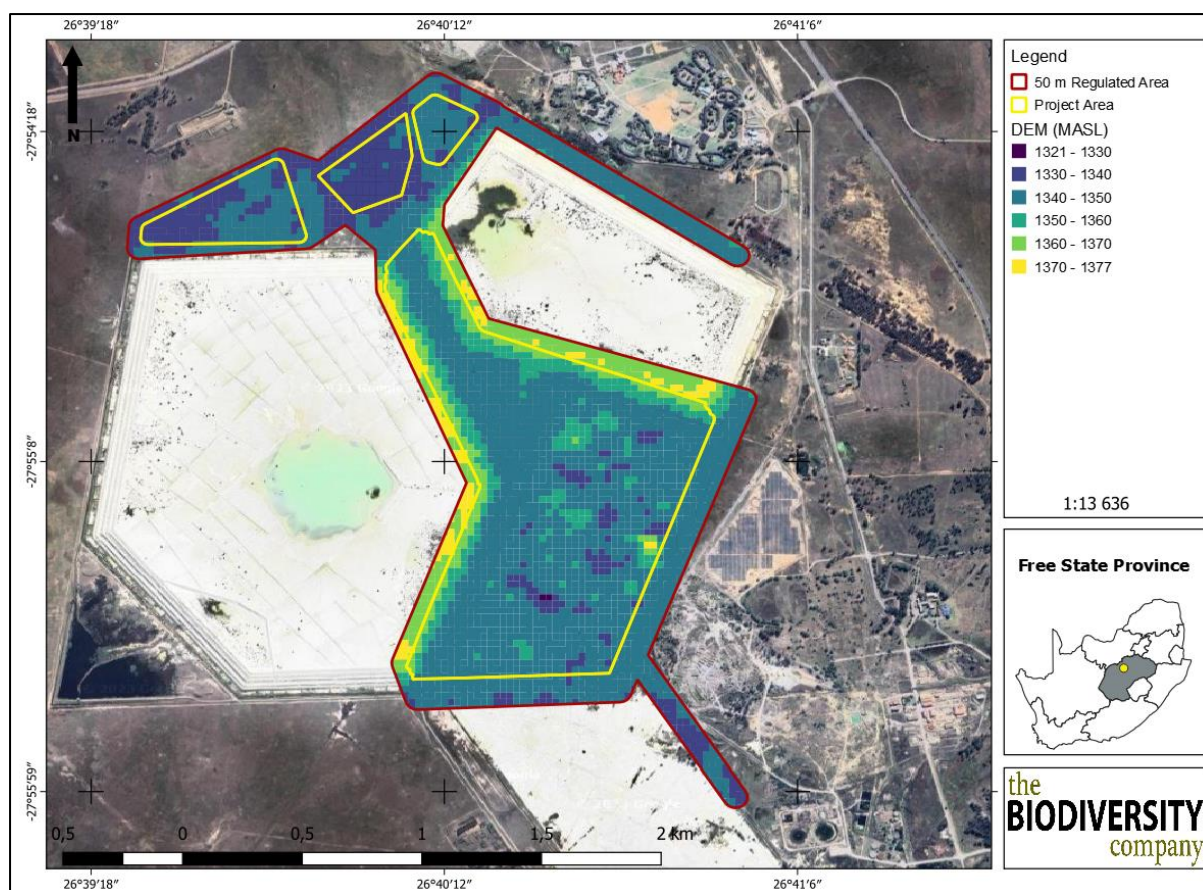 26°39'18" 26°40'12" 26°41'6"
N
-27°54'18"
-27°55'8"
-27°55'59"
Legend
50 m Regulated Area
Project Area
DEM (MASL)
1321 - 1330
1330 - 1340
1340 - 1350
1350 - 1360
1360 - 1370
1370 - 1377
1:13 636
Free State Province
the
BIODIVERSITY
company
0,5 0 0,5 1 1,5 2 km
26°39'18" 26°40'12" 26°41'6"